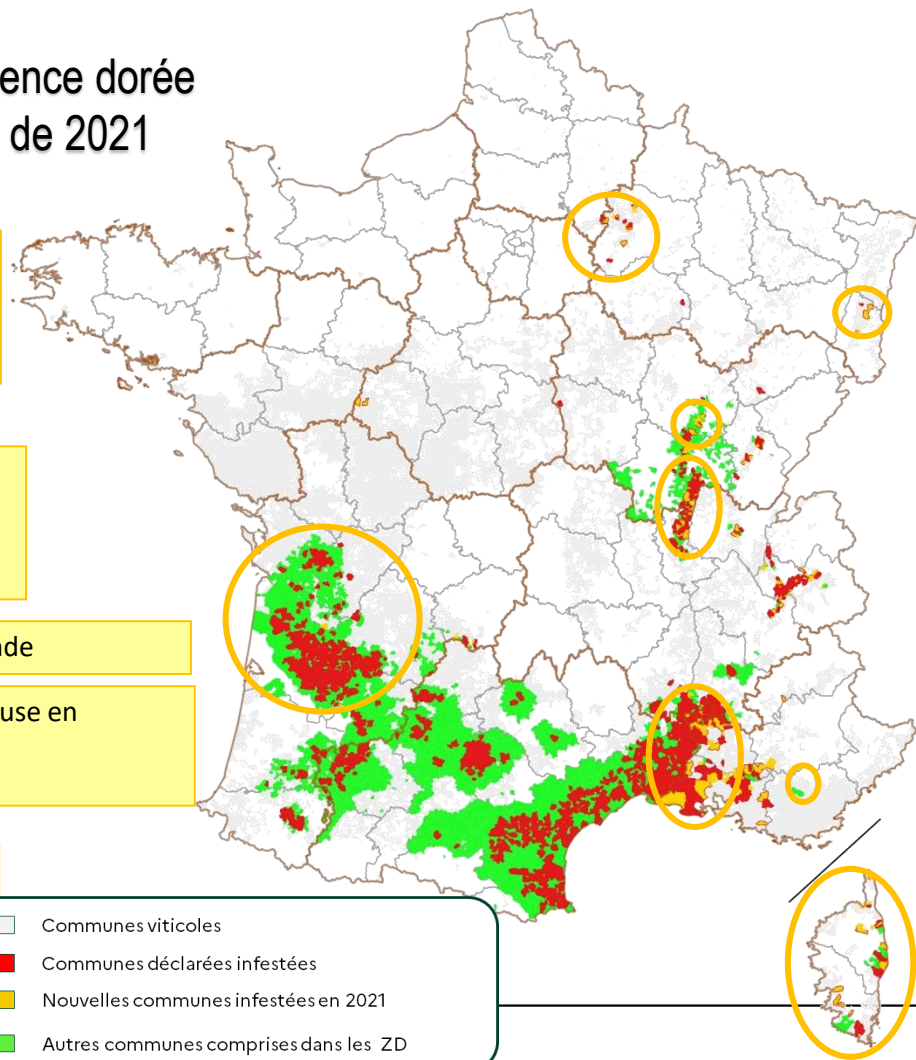 ence dorée
de 2021
de
use en
Communes viticoles
Communes déclarées infestées
Nouvelles communes infestées en 2021
Autres communes comprises dans les ZD